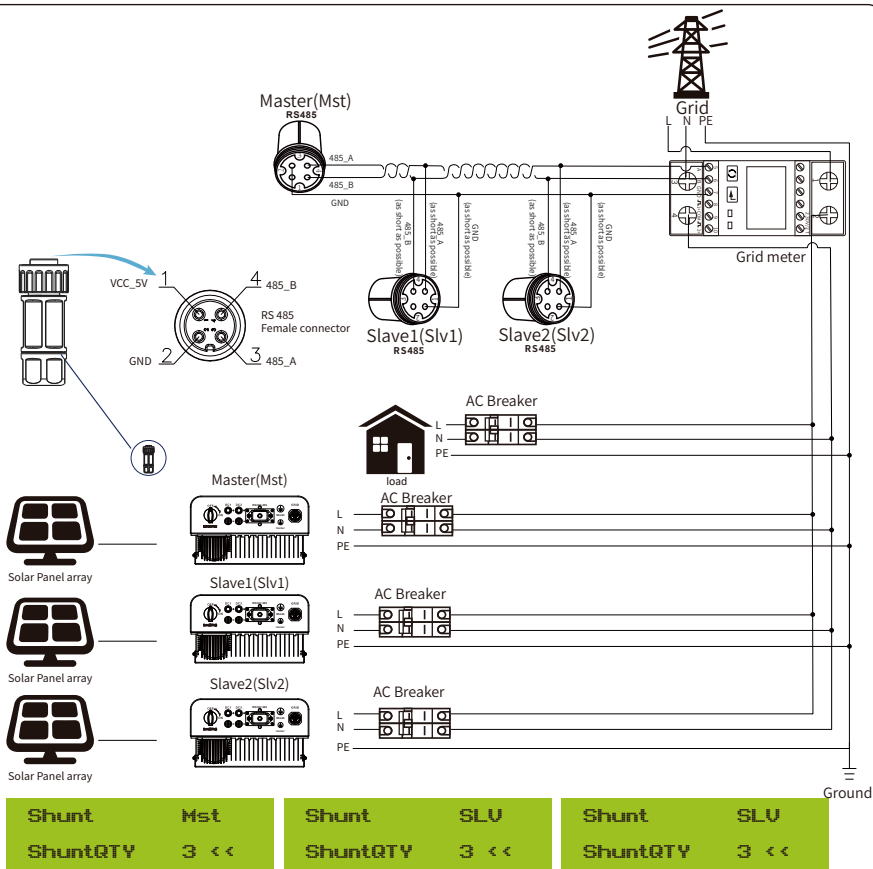 Master(Mst)
RS485
485_A
485_B
GND
Grid
L N PE
Grid meter
485_B
(as short as possible)
485_A
(as short as possible)
GND
(as short as possible)
485_B
(as short as possible)
485_A
(as short as possible)
GND
(as short as possible)
Slave1(Slv1)
RS485
Slave2(Slv2)
RS485
1
VCC_5V
4
485_B
RS 485
Female connector
GND
2
3
485_A
AC Breaker
L
N
PE
load
Master(Mst)
AC Breaker
L
N
PE
Solar Panel array
Slave1(Slv1)
AC Breaker
L
N
PE
Solar Panel array
Slave2(Slv2)
AC Breaker
L
N
PE
Solar Panel array
Ground
Shunt Mst
ShuntQTY 3 <<
Shunt SLV
ShuntQTY 3 <<
Shunt SLV
ShuntQTY 3 <<